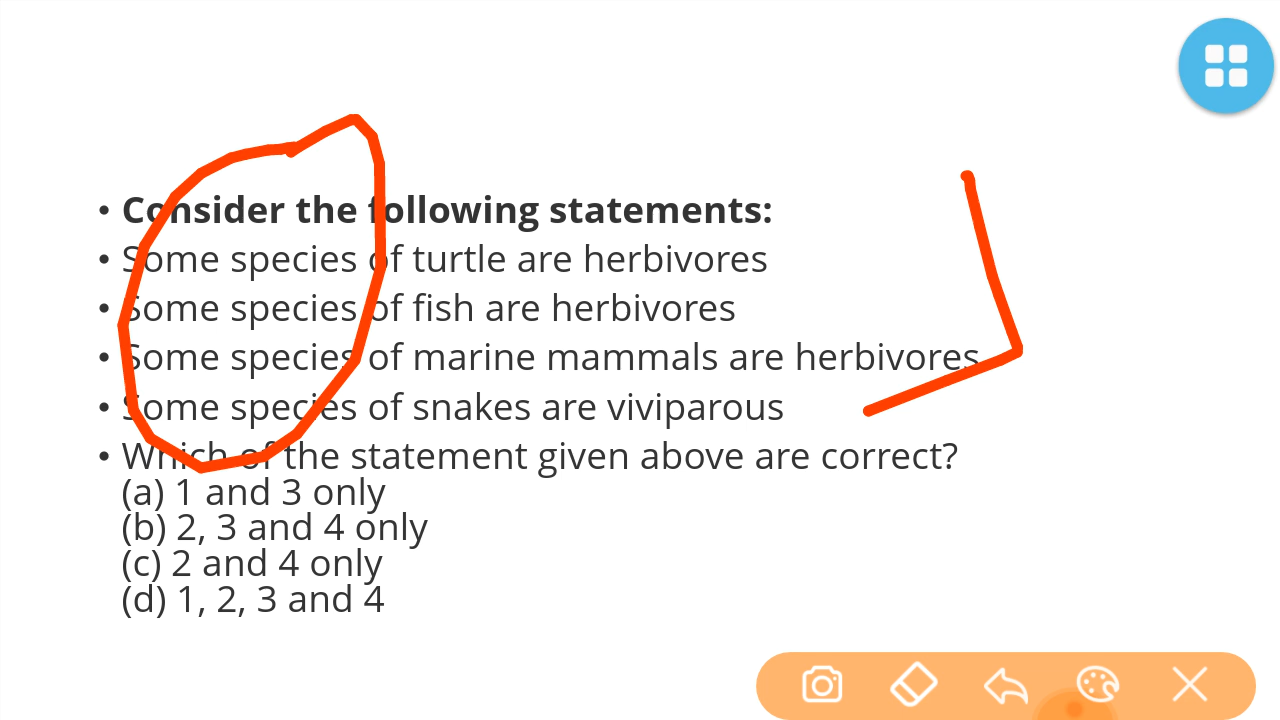 • Consider the following statements:
• Some species of turtle are herbivores
• Some species of fish are herbivores
• Some species of marine mammals are herbivores
• Some species of snakes are viviparous
• Which of the statement given above are correct?
(a) 1 and 3 only
(b) 2, 3 and 4 only
(c) 2 and 4 only
(d) 1, 2, 3 and 4